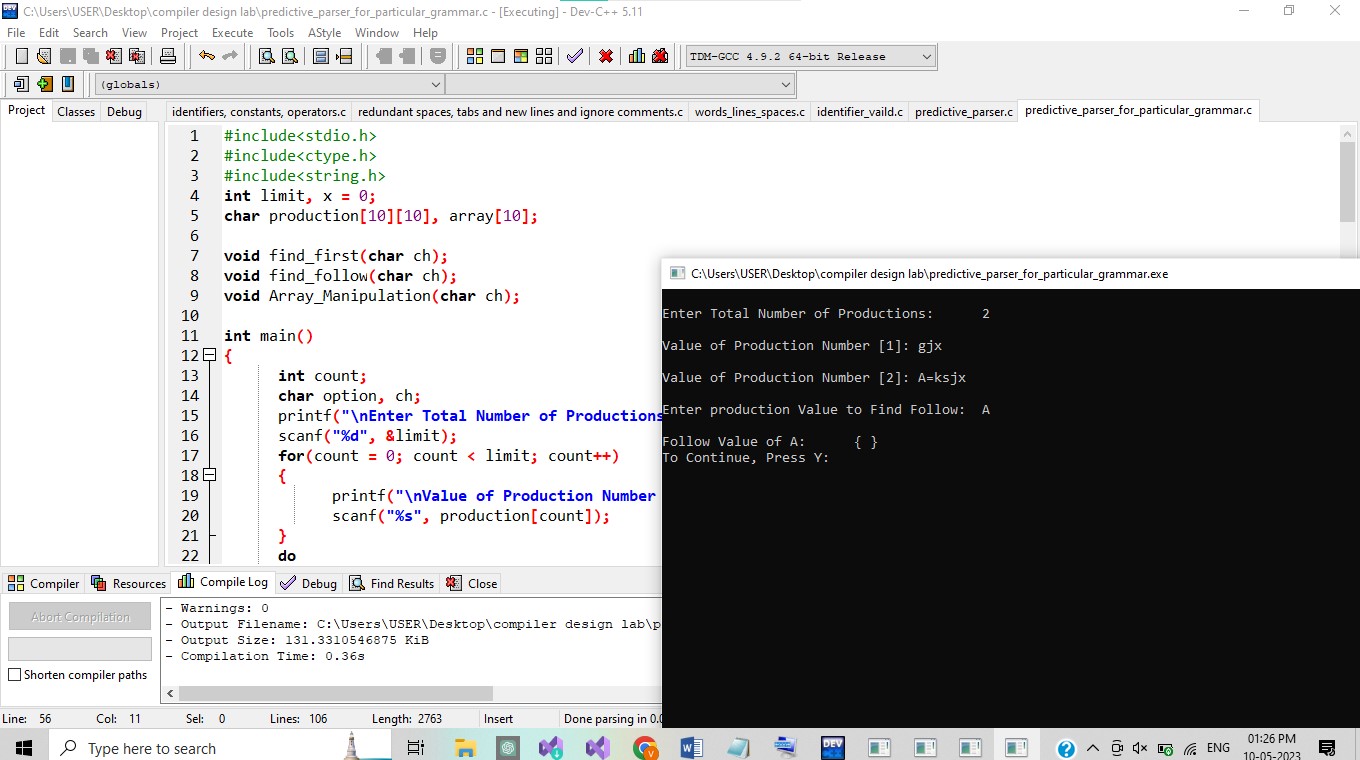 C:\Users\USER\Desktop\compiler design lab\predictive_parser_for_particular_grammar.c - [Executing] - Dev-C++ 5.11
File Edit Search View Project Execute Tools AStyle Window Help
TDM-GCC 4.9.2 64-bit Release
(globals)
Project Classes Debug
identifiers, constants, operators.c redundant spaces, tabs and new lines and ignore comments.c words_lines_spaces.c identifier_vaild.c predictive_parser.c predictive_parser_for_particular_grammar.c
1 #include<stdio.h>
2 #include<ctype.h>
3 #include<string.h>
4 int limit, x = 0;
5 char production[10][10], array[10];
6
7 void find_first(char ch);
8 void find_follow(char ch);
9 void Array_Manipulation(char ch);
10
11 int main()
12 {
13 int count;
14 char option, ch;
15 printf("\nEnter Total Number of Productions
16 scanf("%d", &limit);
17 for(count = 0; count < limit; count++)
18 {
19 printf("\nValue of Production Number
20 scanf("%s", production[count]);
21 }
22 do
C:\Users\USER\Desktop\compiler design lab\predictive_parser_for_particular_grammar.exe
Enter Total Number of Productions: 2
Value of Production Number [1]: gjx
Value of Production Number [2]: A=ksjx
Enter production Value to Find Follow: A
Follow Value of A: { }
To Continue, Press Y:
Compiler Resources Compile Log Debug Find Results Close
Abort Compilation
Shorten compiler paths
- Warnings: 0
- Output Filename: C:\Users\USER\Desktop\compiler design lab\p
- Output Size: 131.3310546875 KiB
- Compilation Time: 0.36s
Line: 56 Col: 11 Sel: 0 Lines: 106 Length: 2763 Insert Done parsing in 0.0
Type here to search
DEV
ENG
01:26 PM
10-05-2023